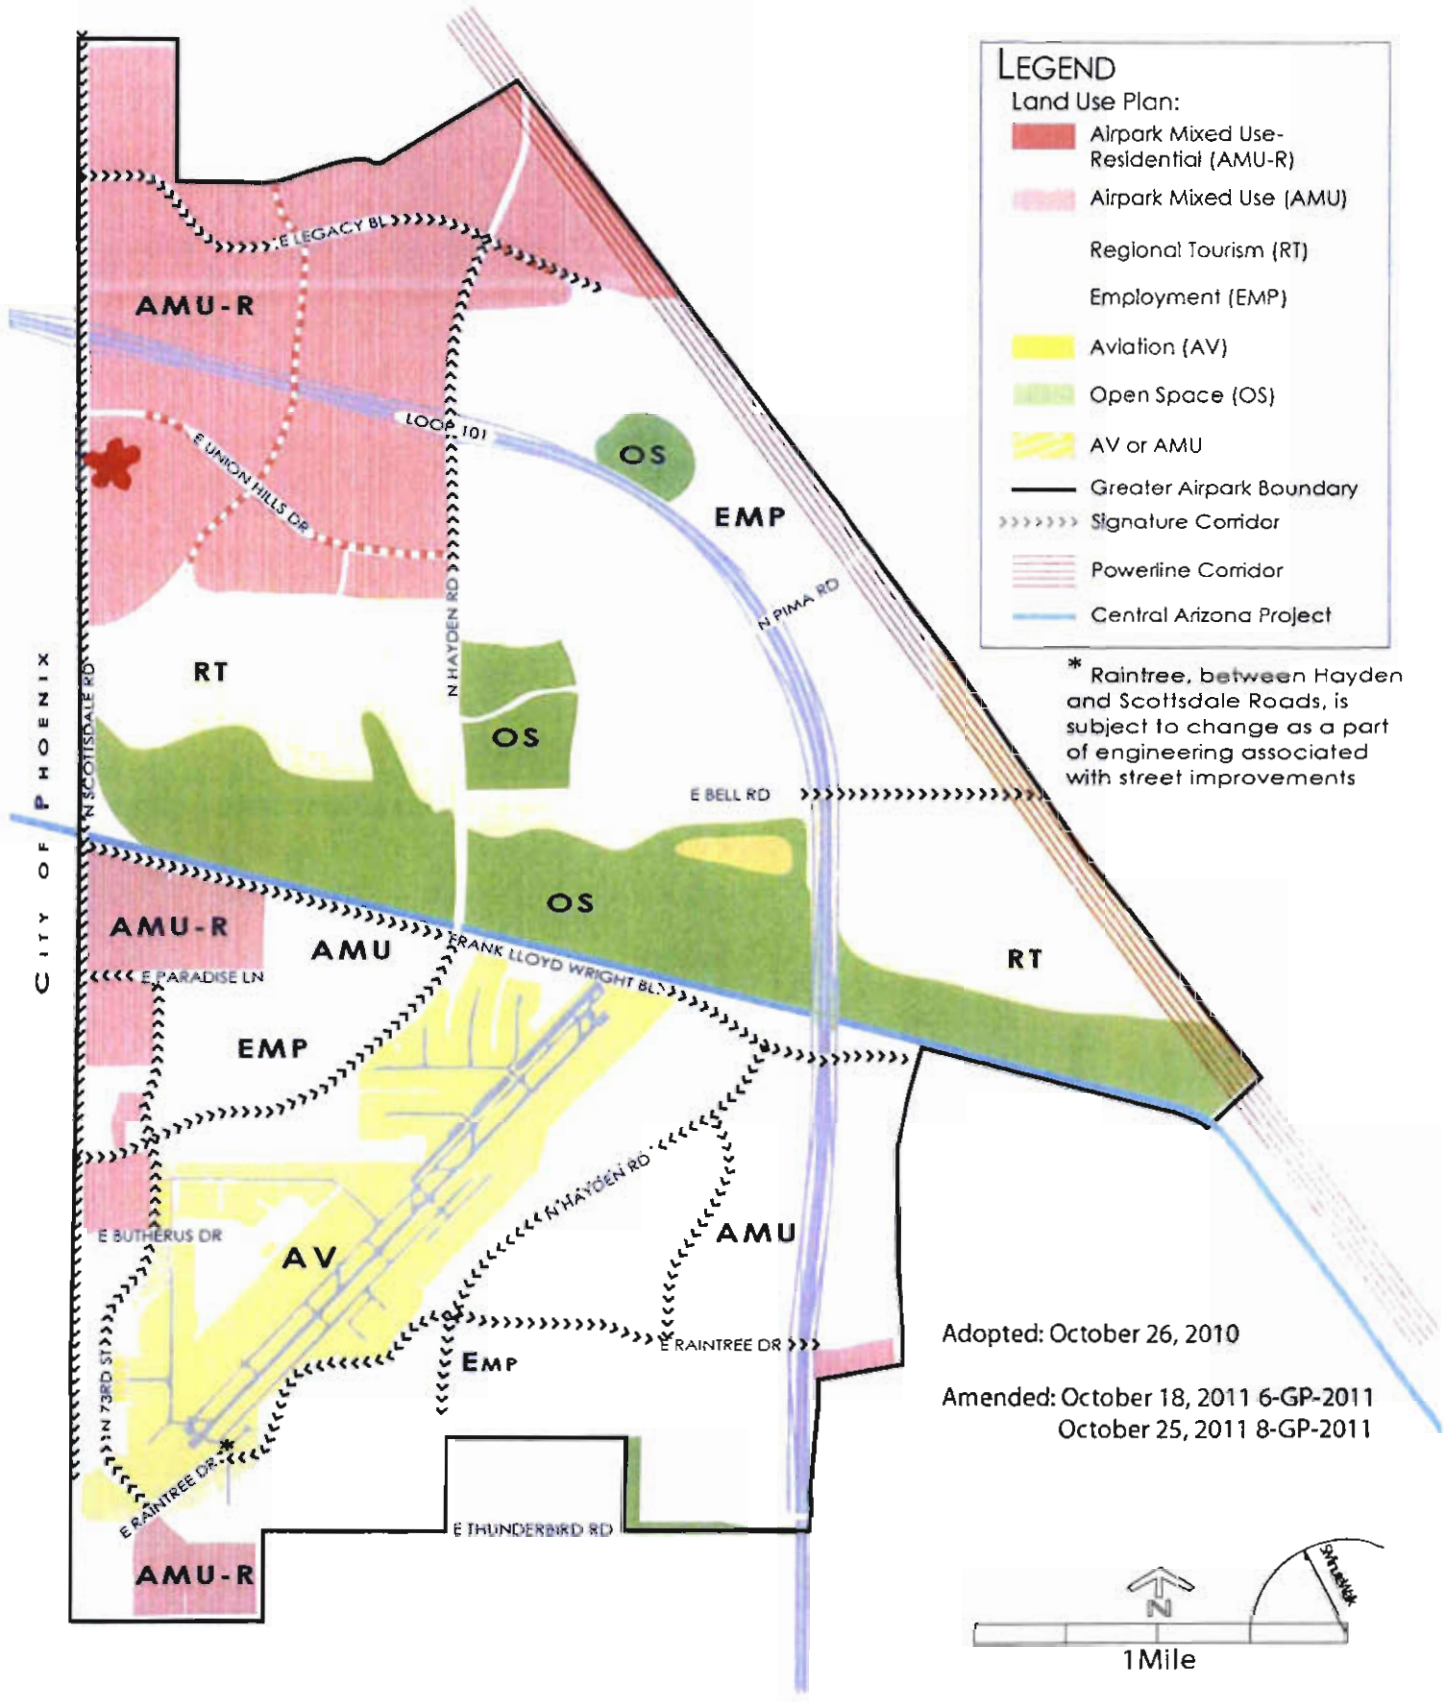 LEGEND
Land Use Plan:
Airpark Mixed Use-
Residential (AMU-R)
Airpark Mixed Use (AMU)
Regional Tourism (RT)
Employment (EMP)
Aviation (AV)
Open Space (OS)
AV or AMU
Greater Airpark Boundary
Signature Corridor
Powerline Corridor
Central Arizona Project
* Raintree, between Hayden
and Scottsdale Roads, is
subject to change as a part
of engineering associated
with street improvements
E LEGACY BL
AMU-R
LOOP 101
E UNION HILLS DR
OS
EMP
N HAYDEN RD
N PIMA RD
CITY OF PHOENIX
N SCOTTSDALE RD
RT
OS
E BELL RD
OS
AMU-R
AMU
FRANK LLOYD WRIGHT BL
RT
E PARADISE LN
EMP
N HAYDEN RD
AMU
E BUTHERUS DR
AV
N 73RD ST
EMP
E RAINTREE DR
*
E RAINTREE DR
E THUNDERBIRD RD
AMU-R
Adopted: October 26, 2010
Amended: October 18, 2011 6-GP-2011
October 25, 2011 8-GP-2011
N
5 Minute Walk
1 Mile